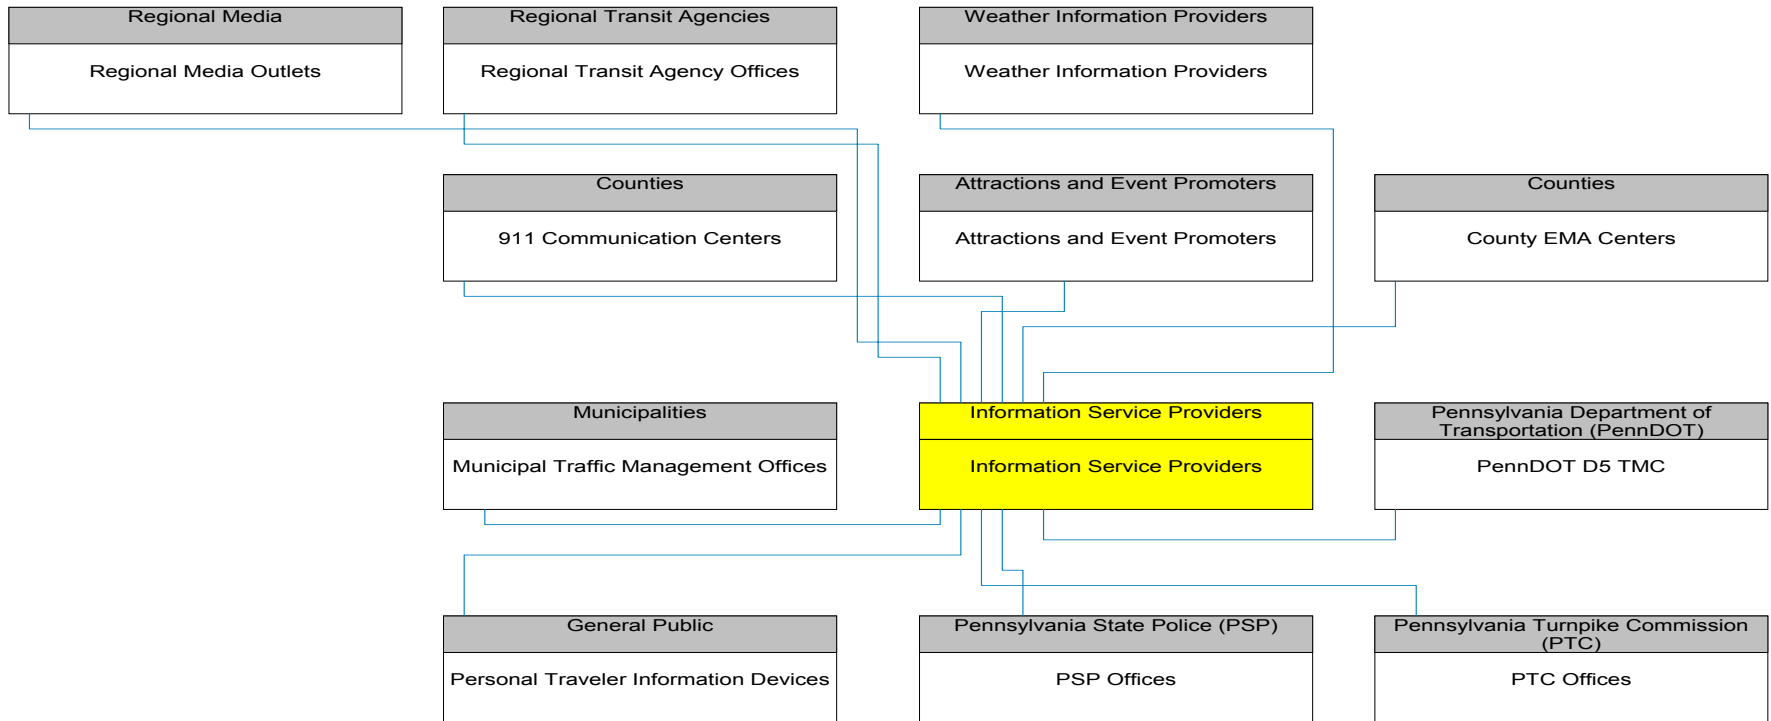 Regional Media
Regional Media Outlets
Regional Transit Agencies
Regional Transit Agency Offices
Weather Information Providers
Weather Information Providers
Counties
911 Communication Centers
Attractions and Event Promoters
Attractions and Event Promoters
Counties
County EMA Centers
Municipalities
Municipal Traffic Management Offices
Information Service Providers
Information Service Providers
Pennsylvania Department of
Transportation (PennDOT)
PennDOT D5 TMC
General Public
Personal Traveler Information Devices
Pennsylvania State Police (PSP)
PSP Offices
Pennsylvania Turnpike Commission
(PTC)
PTC Offices